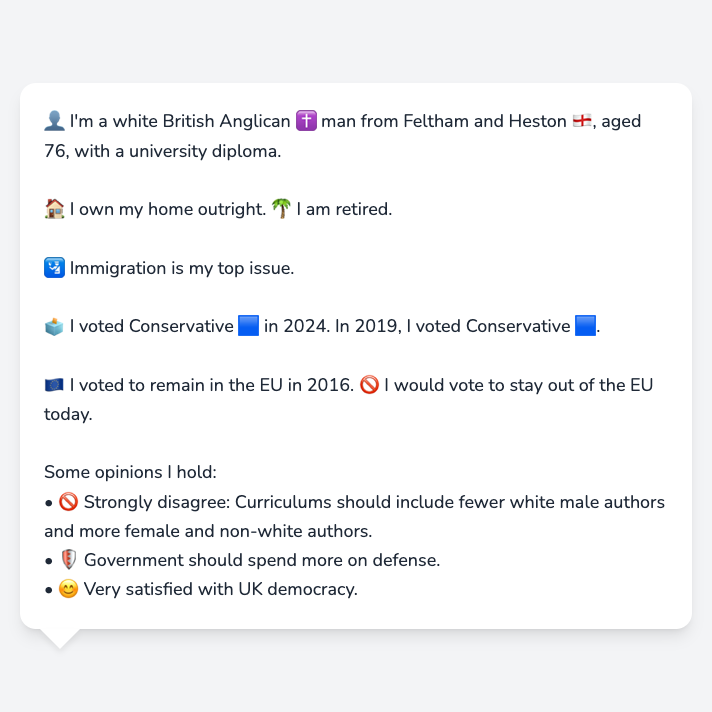 👤 I'm a white British Anglican ✝️ man from Feltham and Heston 🏴󠁧󠁢󠁥󠁮󠁧󠁿, aged
76, with a university diploma.
🏠 I own my home outright. 🌴 I am retired.
🛂 Immigration is my top issue.
🗳️ I voted Conservative 🟦 in 2024. In 2019, I voted Conservative 🟦.
🇪🇺 I voted to remain in the EU in 2016. 🚫 I would vote to stay out of the EU
today.
Some opinions I hold:
• 🚫 Strongly disagree: Curriculums should include fewer white male authors
and more female and non-white authors.
• 🛡️ Government should spend more on defense.
• 😊 Very satisfied with UK democracy.